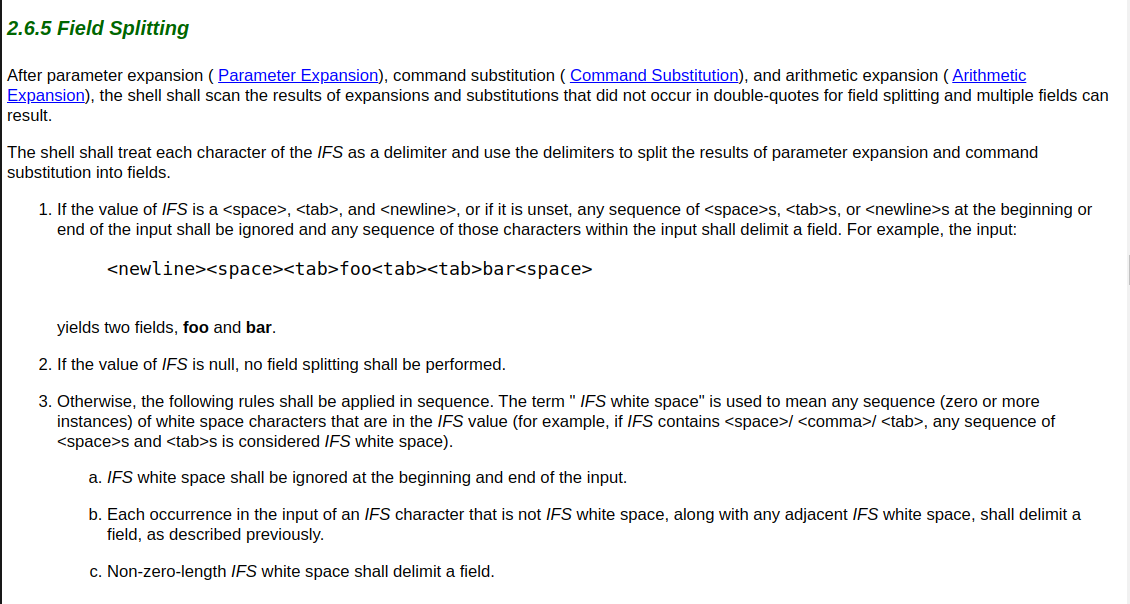 2.6.5 Field Splitting
After parameter expansion ( Parameter Expansion), command substitution ( Command Substitution), and arithmetic expansion ( Arithmetic
Expansion), the shell shall scan the results of expansions and substitutions that did not occur in double-quotes for field splitting and multiple fields can
result.
The shell shall treat each character of the IFS as a delimiter and use the delimiters to split the results of parameter expansion and command
substitution into fields.
1. If the value of IFS is a <space>, <tab>, and <newline>, or if it is unset, any sequence of <space>s, <tab>s, or <newline>s at the beginning or
end of the input shall be ignored and any sequence of those characters within the input shall delimit a field. For example, the input:
<newline><space><tab>foo<tab><tab>bar<space>
yields two fields, foo and bar.
2. If the value of IFS is null, no field splitting shall be performed.
3. Otherwise, the following rules shall be applied in sequence. The term " IFS white space" is used to mean any sequence (zero or more
instances) of white space characters that are in the IFS value (for example, if IFS contains <space>/ <comma>/ <tab>, any sequence of
<space>s and <tab>s is considered IFS white space).
a. IFS white space shall be ignored at the beginning and end of the input.
b. Each occurrence in the input of an IFS character that is not IFS white space, along with any adjacent IFS white space, shall delimit a
field, as described previously.
c. Non-zero-length IFS white space shall delimit a field.